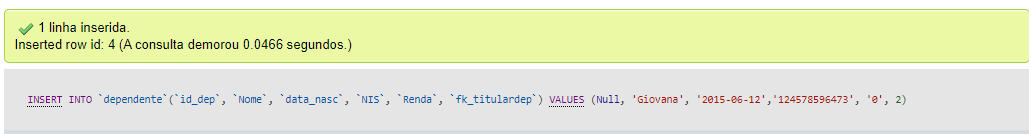 1 linha inserida.
Inserted row id: 4 (A consulta demorou 0.0466 segundos.)
INSERT INTO `dependente`(`id_dep`, `Nome`, `data_nasc`, `NIS`, `Renda`, `fk_titulardep`) VALUES (Null, 'Giovana', '2015-06-12','124578596473', '0', 2)